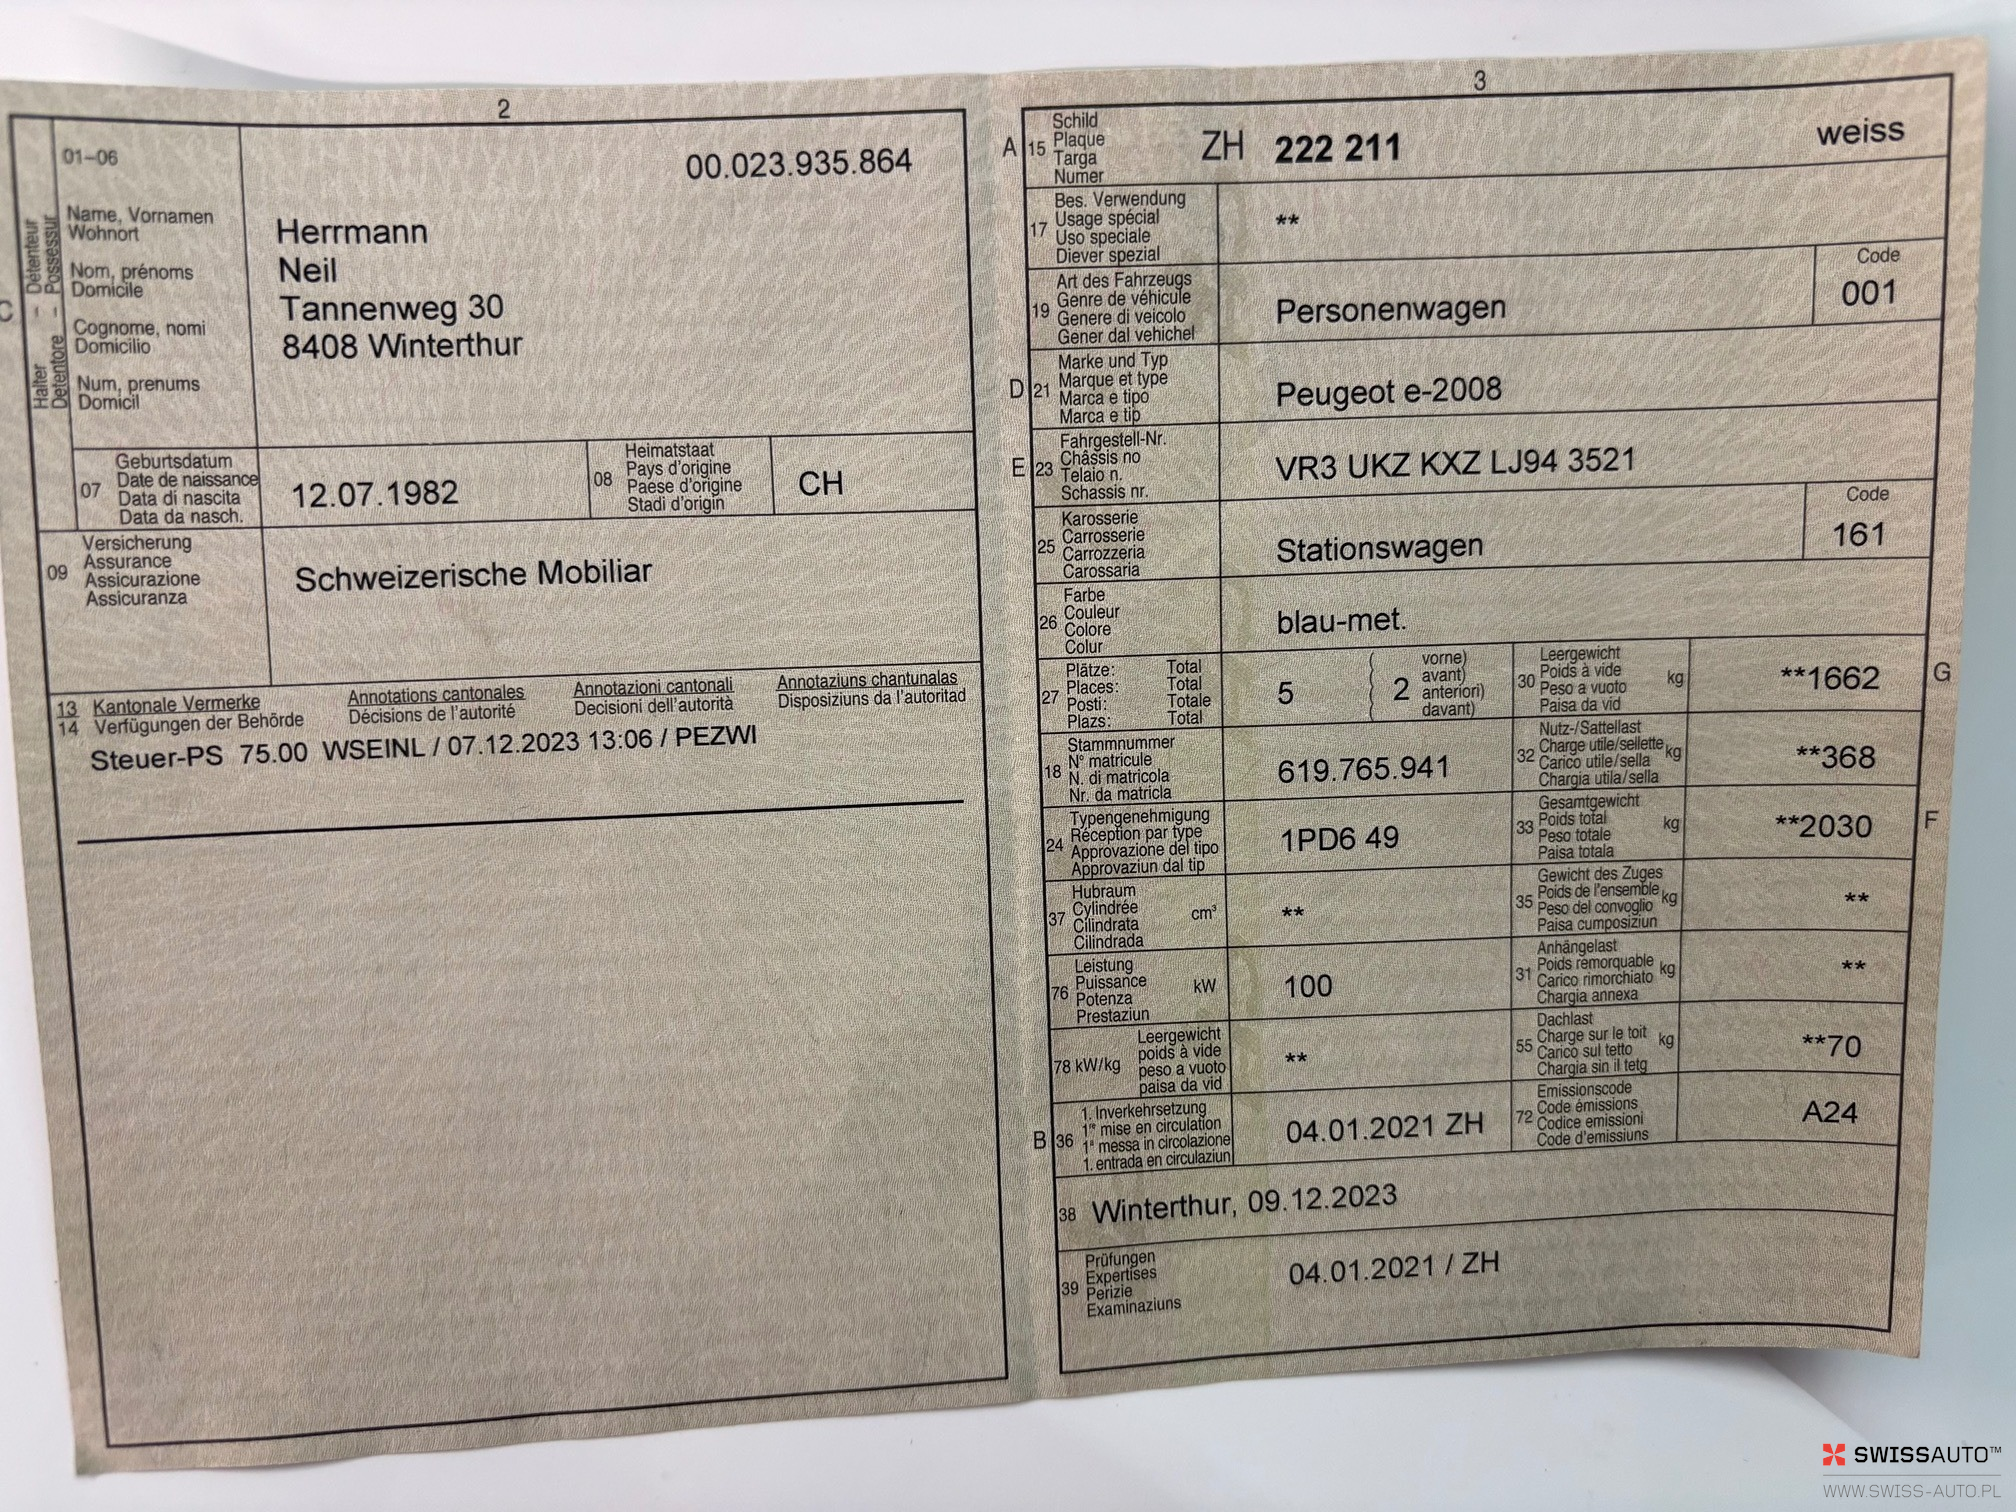 2
01–06
00.023.935.864
C
Halter – Détenteur
Detentore – Possessur
Name, Vornamen
Wohnort
Nom, prénoms
Domicile
Cognome, nomi
Domicilio
Num, prenums
Domicil
Herrmann
Neil
Tannenweg 30
8408 Winterthur
07
Geburtsdatum
Date de naissance
Data di nascita
Data da nasch.
12.07.1982
08
Heimatstaat
Pays d'origine
Paese d'origine
Stadi d'origin
CH
09
Versicherung
Assurance
Assicurazione
Assicuranza
Schweizerische Mobiliar
13 Kantonale Vermerke Annotations cantonales Annotazioni cantonali Annotaziuns chantunalas
14 Verfügungen der Behörde Décisions de l'autorité Decisioni dell'autorità Disposiziuns da l'autoritad
Steuer-PS 75.00 WSEINL / 07.12.2023 13:06 / PEZWI
3
A
15
Schild
Plaque
Targa
Numer
ZH 222 211
weiss
17
Bes. Verwendung
Usage spécial
Uso speciale
Diever spezial
**
19
Art des Fahrzeugs
Genre de véhicule
Genere di veicolo
Gener dal vehichel
Personenwagen
Code
001
D
21
Marke und Typ
Marque et type
Marca e tipo
Marca e tip
Peugeot e-2008
E
23
Fahrgestell-Nr.
Châssis no
Telaio n.
Schassis nr.
VR3 UKZ KXZ LJ94 3521
25
Karosserie
Carrosserie
Carrozzeria
Carossaria
Stationswagen
Code
161
26
Farbe
Couleur
Colore
Colur
blau-met.
27
Plätze: Total
Places: Total
Posti: Totale
Plazs: Total
5
2
vorne)
avant)
anteriori)
davant)
30
Leergewicht
Poids à vide
Peso a vuoto
Paisa da vid
kg
**1662
G
18
Stammnummer
N° matricule
N. di matricola
Nr. da matricla
619.765.941
32
Nutz-/Sattellast
Charge utile/sellette
Carico utile/sella
Chargia utila/sella
kg
**368
24
Typengenehmigung
Réception par type
Approvazione del tipo
Approvaziun dal tip
1PD6 49
33
Gesamtgewicht
Poids total
Peso totale
Paisa totala
kg
**2030
F
37
Hubraum
Cylindrée
Cilindrata
Cilindrada
cm³
**
35
Gewicht des Zuges
Poids de l'ensemble
Peso del convoglio
Paisa cumposiziun
kg
**
76
Leistung
Puissance
Potenza
Prestaziun
kW
100
31
Anhängelast
Poids remorquable
Carico rimorchiato
Chargia annexa
kg
**
78 kW/kg
Leergewicht
poids à vide
peso a vuoto
paisa da vid
**
55
Dachlast
Charge sur le toit
Carico sul tetto
Chargia sin il tetg
kg
**70
B
36
1. Inverkehrsetzung
1re mise en circulation
1a messa in circolazione
1. entrada en circulaziun
04.01.2021 ZH
72
Emissionscode
Code émissions
Codice emissioni
Code d'emissiuns
A24
38
Winterthur, 09.12.2023
39
Prüfungen
Expertises
Perizie
Examinaziuns
04.01.2021 / ZH
SWISSAUTO™
WWW.SWISS-AUTO.PL